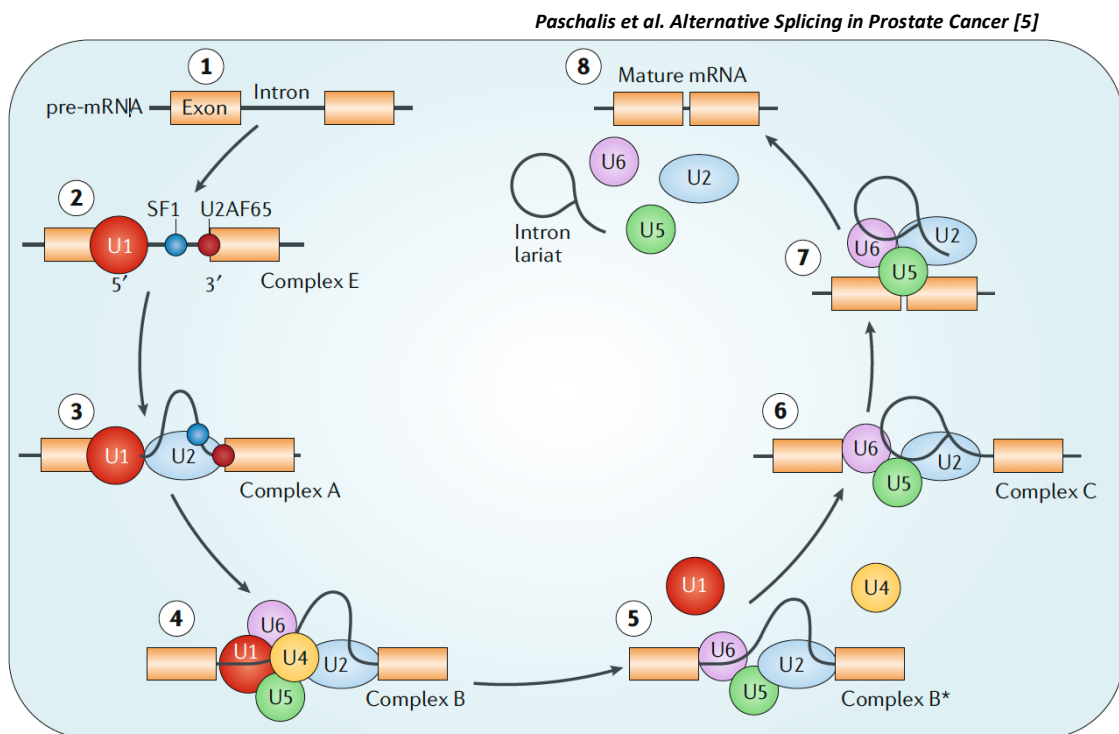 Paschalis et al. Alternative Splicing in Prostate Cancer [5]
1
pre-mRNA
Exon
Intron
2
SF1
U2AF65
U1
5′
3′
Complex E
3
U1
U2
Complex A
4
U6
U1
U4
U2
U5
Complex B
5
U1
U4
U6
U2
U5
Complex B*
6
U6
U2
U5
Complex C
7
U6
U2
U5
8
Mature mRNA
U6
U2
U5
Intron
lariat